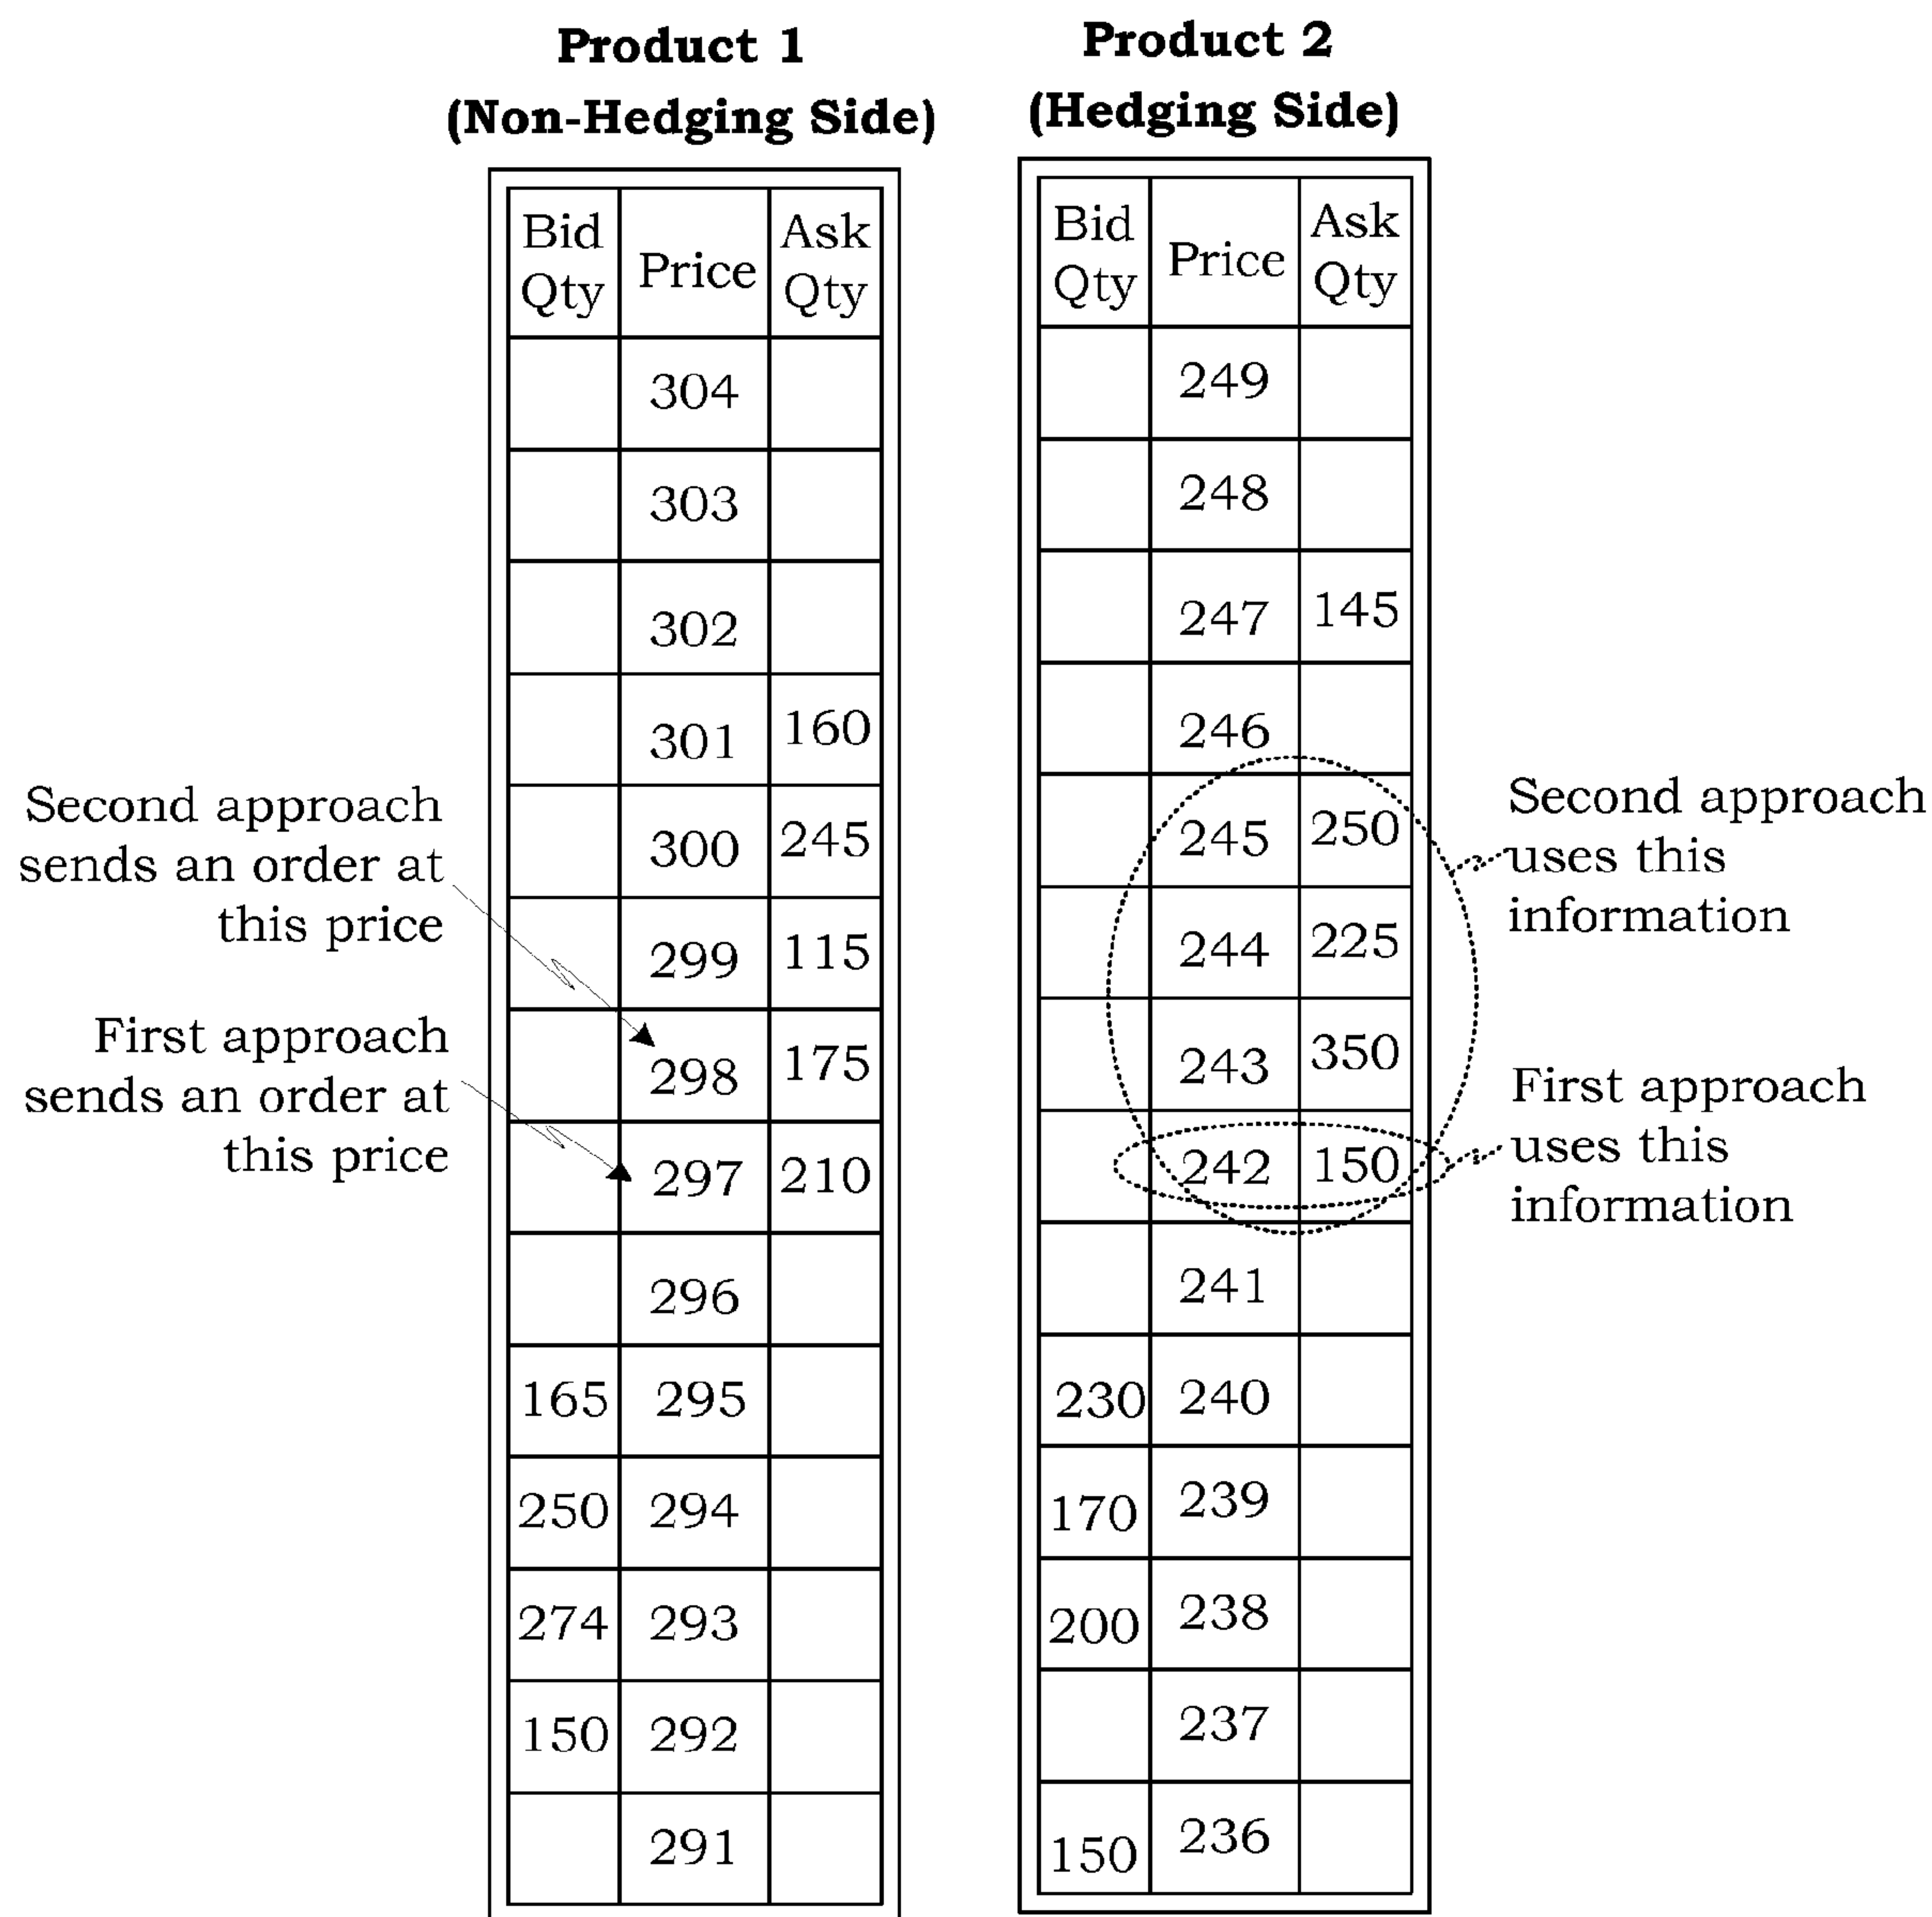 Product 1
(Non-Hedging Side)
Bid Qty Price Ask Qty
304
303
302
301 160
300 245
299 115
298 175
297 210
296
165 295
250 294
274 293
150 292
291
Second approach
sends an order at
this price
First approach
sends an order at
this price
Product 2
(Hedging Side)
Bid Qty Price Ask Qty
249
248
247 145
246
245 250
244 225
243 350
242 150
241
230 240
170 239
200 238
237
150 236
Second approach
uses this
information
First approach
uses this
information